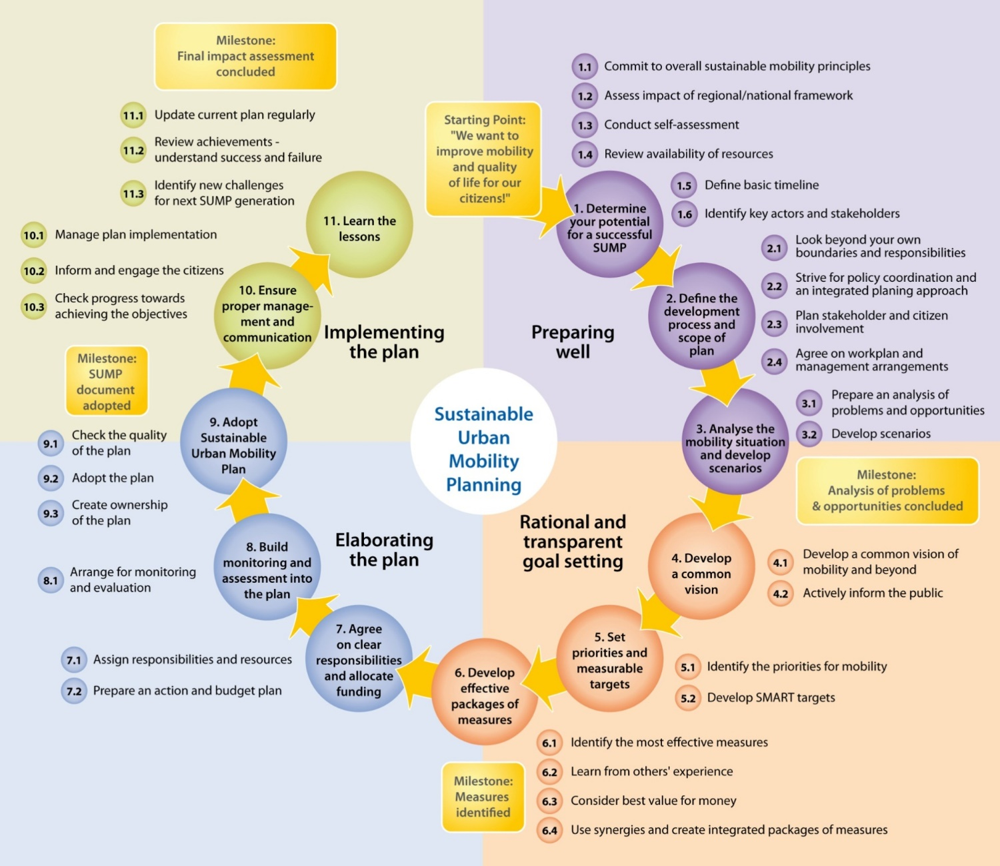 Milestone:
Final impact assessment
concluded
11.1 Update current plan regularly
11.2 Review achievements -
understand success and failure
11.3 Identify new challenges
for next SUMP generation
11. Learn the
lessons
10.1 Manage plan implementation
10.2 Inform and engage the citizens
10.3 Check progress towards
achieving the objectives
10. Ensure
proper manage-
ment and
communication
Implementing
the plan
Starting Point:
"We want to
improve mobility
and quality
of life for our
citizens!"
1.1 Commit to overall sustainable mobility principles
1.2 Assess impact of regional/national framework
1.3 Conduct self-assessment
1.4 Review availability of resources
1.5 Define basic timeline
1.6 Identify key actors and stakeholders
1. Determine
your potential
for a successful
SUMP
2.1 Look beyond your own
boundaries and responsibilities
2.2 Strive for policy coordination and
an integrated planing approach
2.3 Plan stakeholder and citizen
involvement
2.4 Agree on workplan and
management arrangements
2. Define the
development
process and
scope of
plan
Preparing
well
3.1 Prepare an analysis of
problems and opportunities
3.2 Develop scenarios
3. Analyse the
mobility situation
and develop
scenarios
Milestone:
Analysis of problems
& opportunities concluded
Sustainable
Urban
Mobility
Planning
Rational and
transparent
goal setting
4. Develop
a common
vision
4.1 Develop a common vision of
mobility and beyond
4.2 Actively inform the public
5. Set
priorities and
measurable
targets
5.1 Identify the priorities for mobility
5.2 Develop SMART targets
6. Develop
effective
packages of
measures
6.1 Identify the most effective measures
6.2 Learn from others' experience
6.3 Consider best value for money
6.4 Use synergies and create integrated packages of measures
Milestone:
Measures
identified
Elaborating
the plan
7. Agree
on clear
responsibilities
and allocate
funding
7.1 Assign responsibilities and resources
7.2 Prepare an action and budget plan
8. Build
monitoring and
assessment into
the plan
8.1 Arrange for monitoring
and evaluation
9. Adopt
Sustainable
Urban Mobility
Plan
9.1 Check the quality
of the plan
9.2 Adopt the plan
9.3 Create ownership
of the plan
Milestone:
SUMP
document
adopted